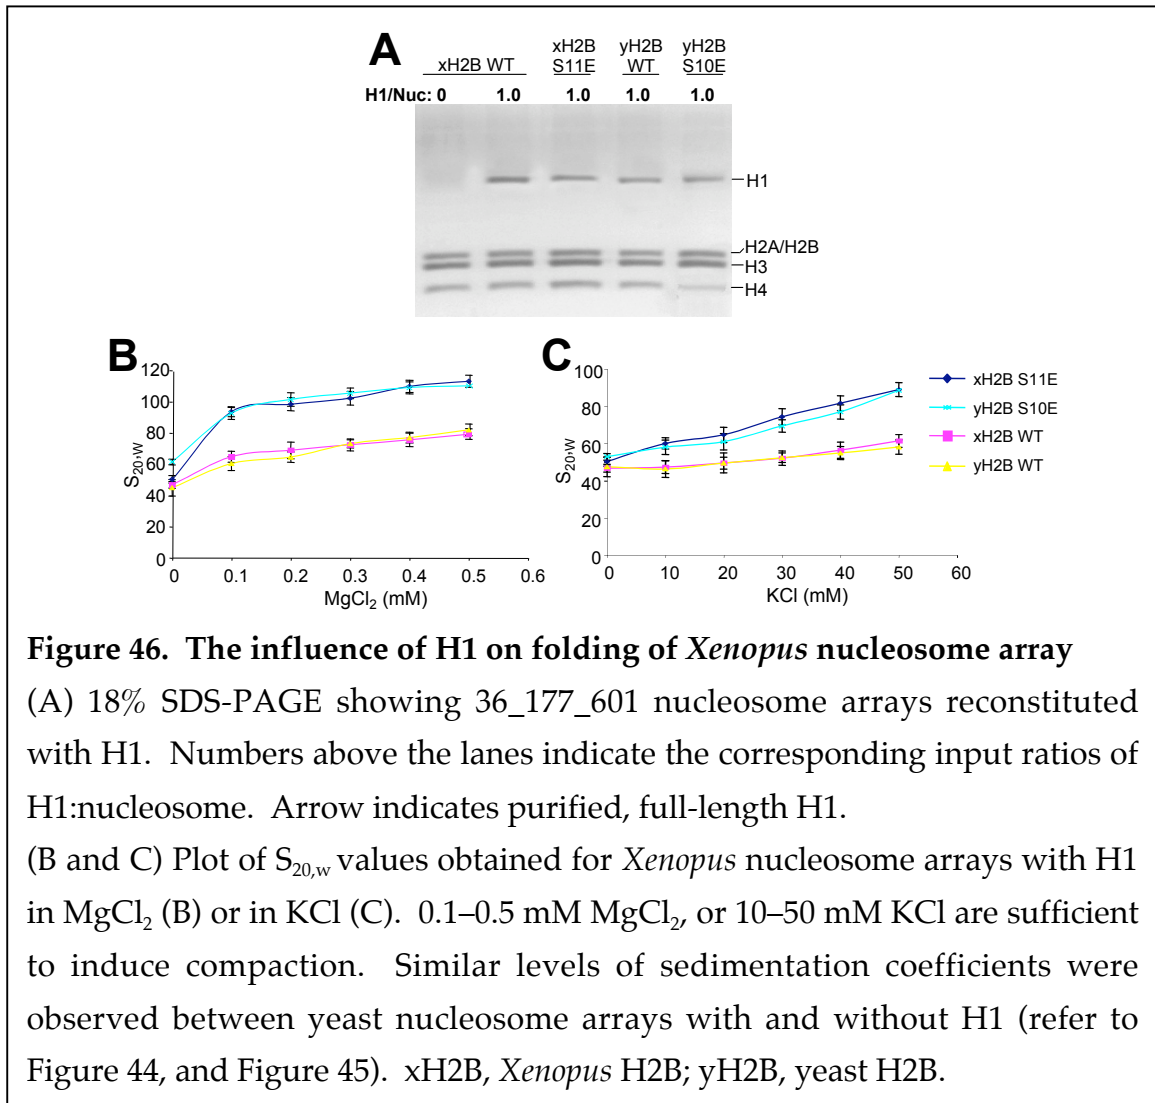 A
xH2B WT
xH2B
S11E
yH2B
WT
yH2B
S10E
H1/Nuc: 0 1.0 1.0 1.0 1.0
H1
H2A/H2B
H3
H4
B
120
100
80
60
40
20
0
S20,w
0 0.1 0.2 0.3 0.4 0.5 0.6
MgCl2 (mM)
C
100
80
60
40
20
0
S20,w
0 10 20 30 40 50 60
KCl (mM)
xH2B S11E
yH2B S10E
xH2B WT
yH2B WT
Figure 46. The influence of H1 on folding of Xenopus nucleosome array
(A) 18% SDS-PAGE showing 36_177_601 nucleosome arrays reconstituted
with H1. Numbers above the lanes indicate the corresponding input ratios of
H1:nucleosome. Arrow indicates purified, full-length H1.
(B and C) Plot of S20,w values obtained for Xenopus nucleosome arrays with H1
in MgCl2 (B) or in KCl (C). 0.1–0.5 mM MgCl2, or 10–50 mM KCl are sufficient
to induce compaction. Similar levels of sedimentation coefficients were
observed between yeast nucleosome arrays with and without H1 (refer to
Figure 44, and Figure 45). xH2B, Xenopus H2B; yH2B, yeast H2B.